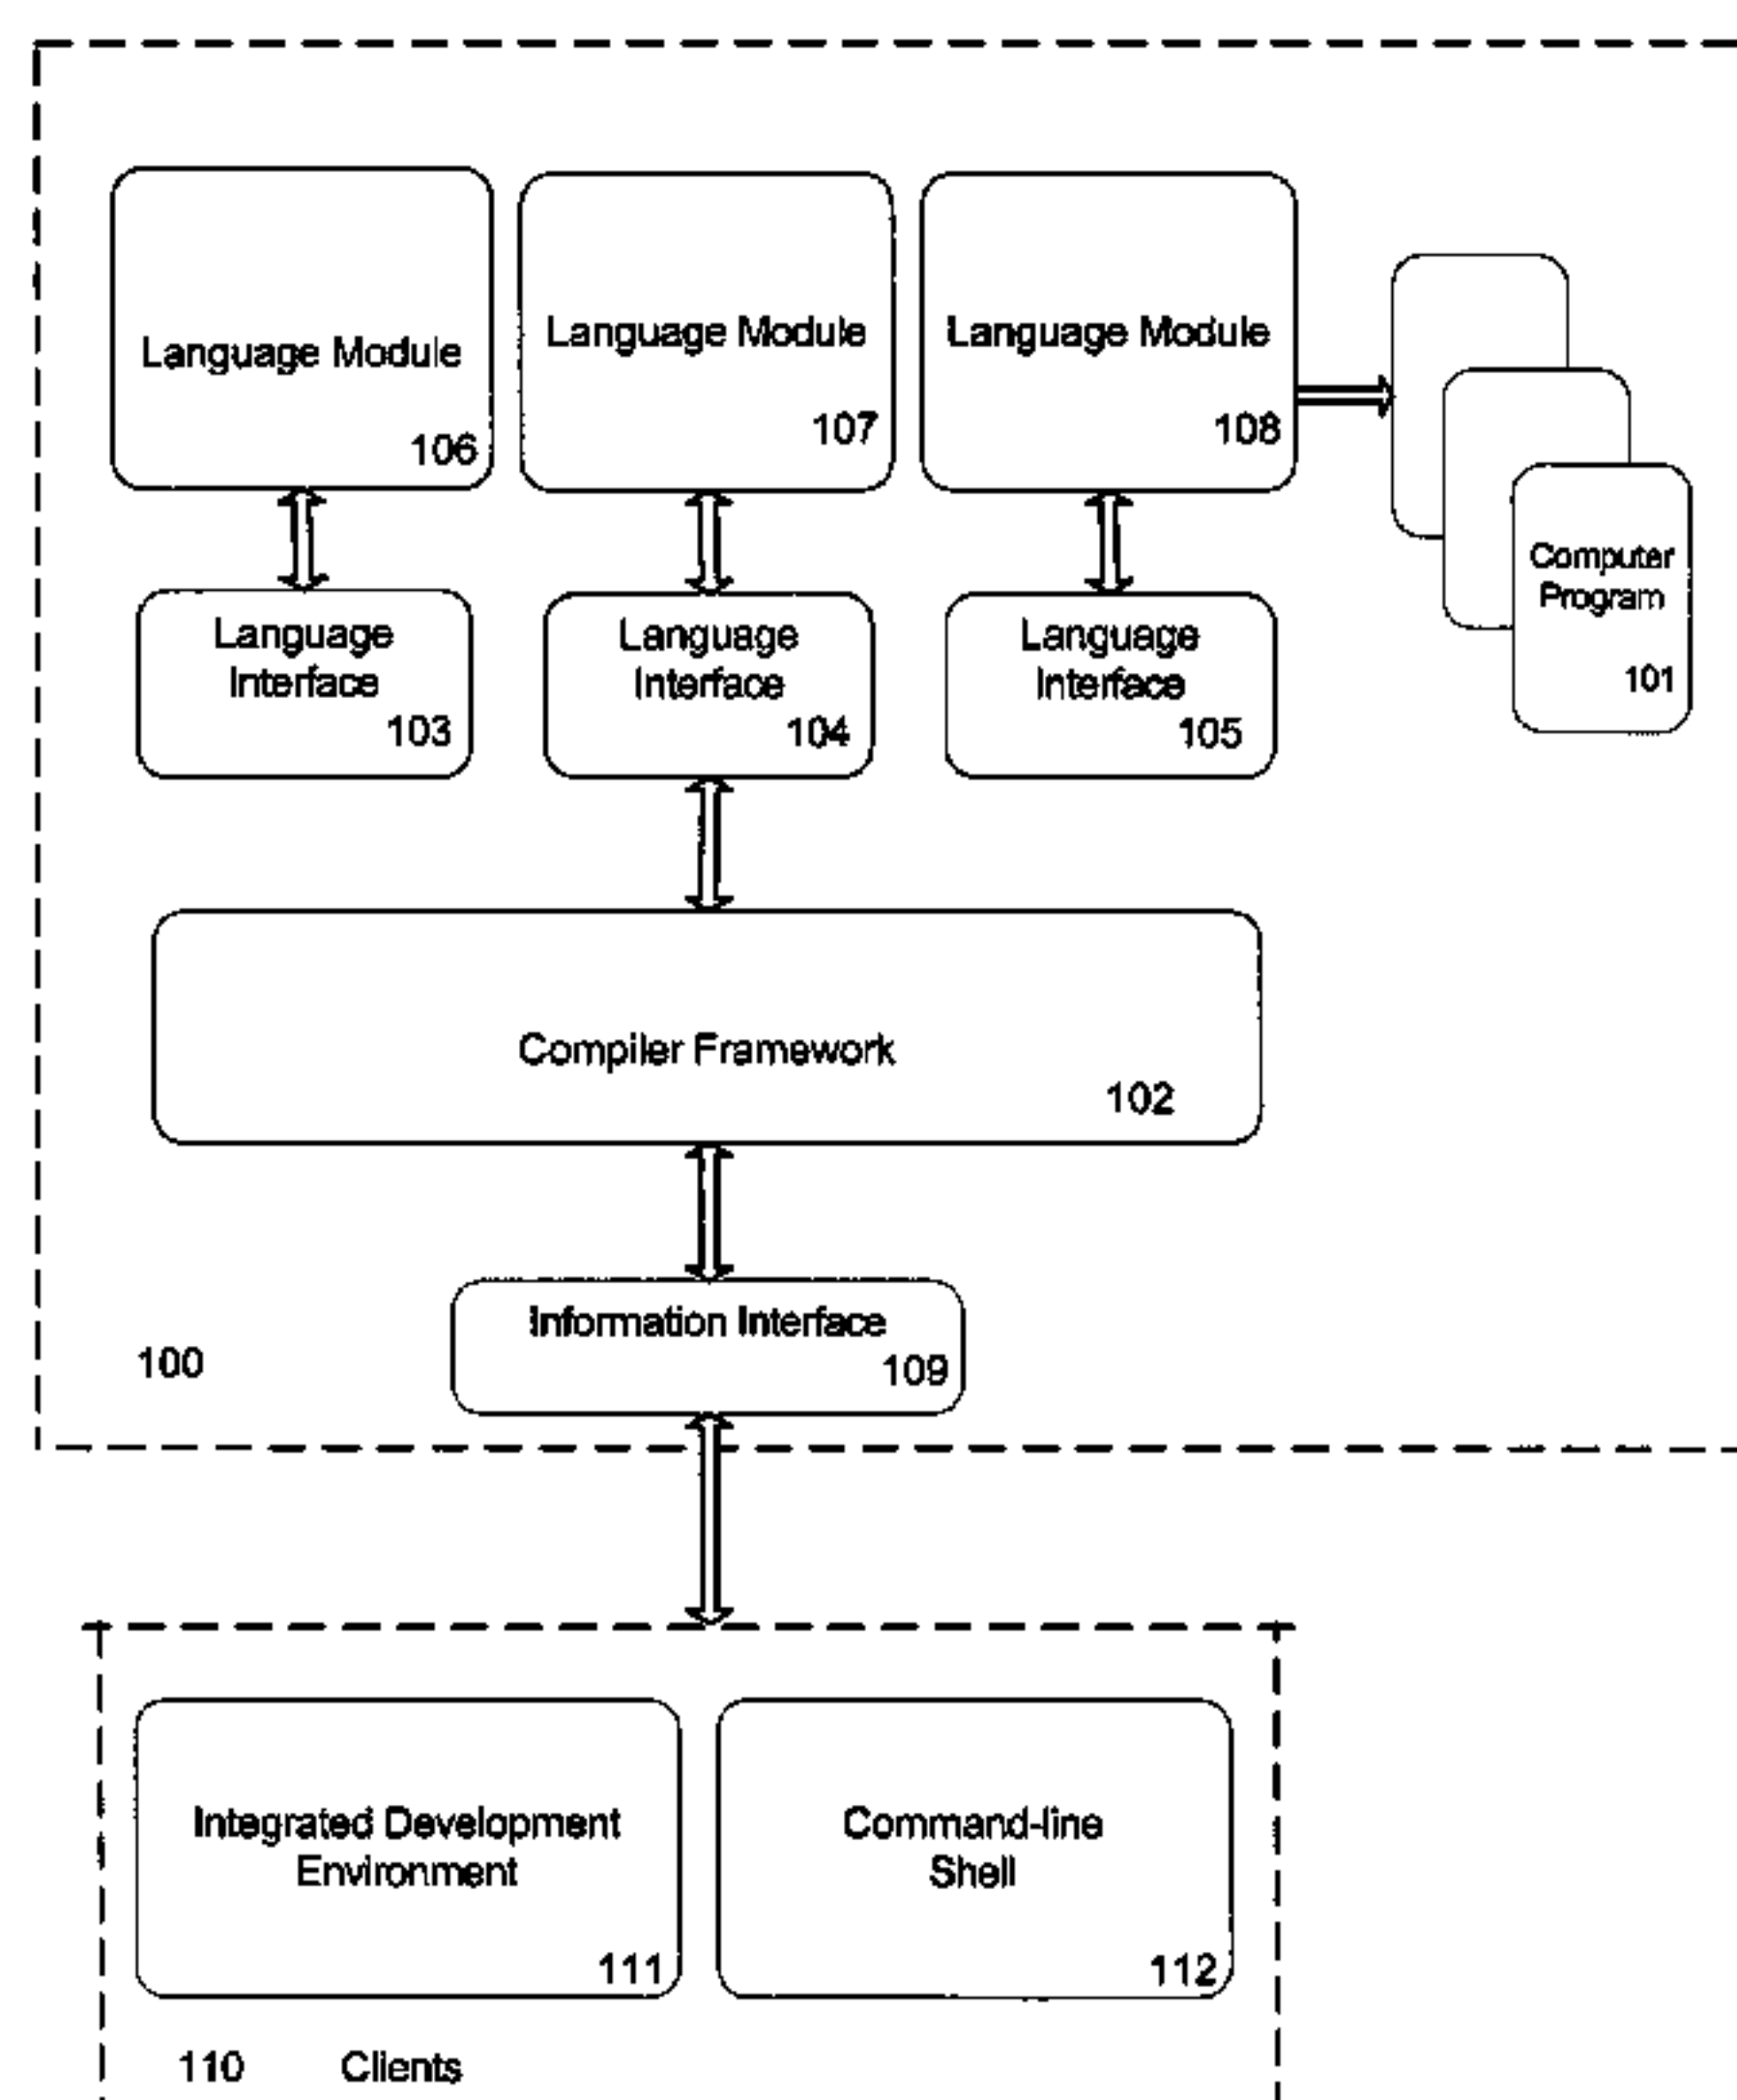 Language Module
106
Language Module
107
Language Module
108
Computer
Program
101
Language
Interface
103
Language
Interface
104
Language
Interface
105
Compiler Framework
102
Information Interface
109
100
Integrated Development
Environment
111
Command-line
Shell
112
110 Clients